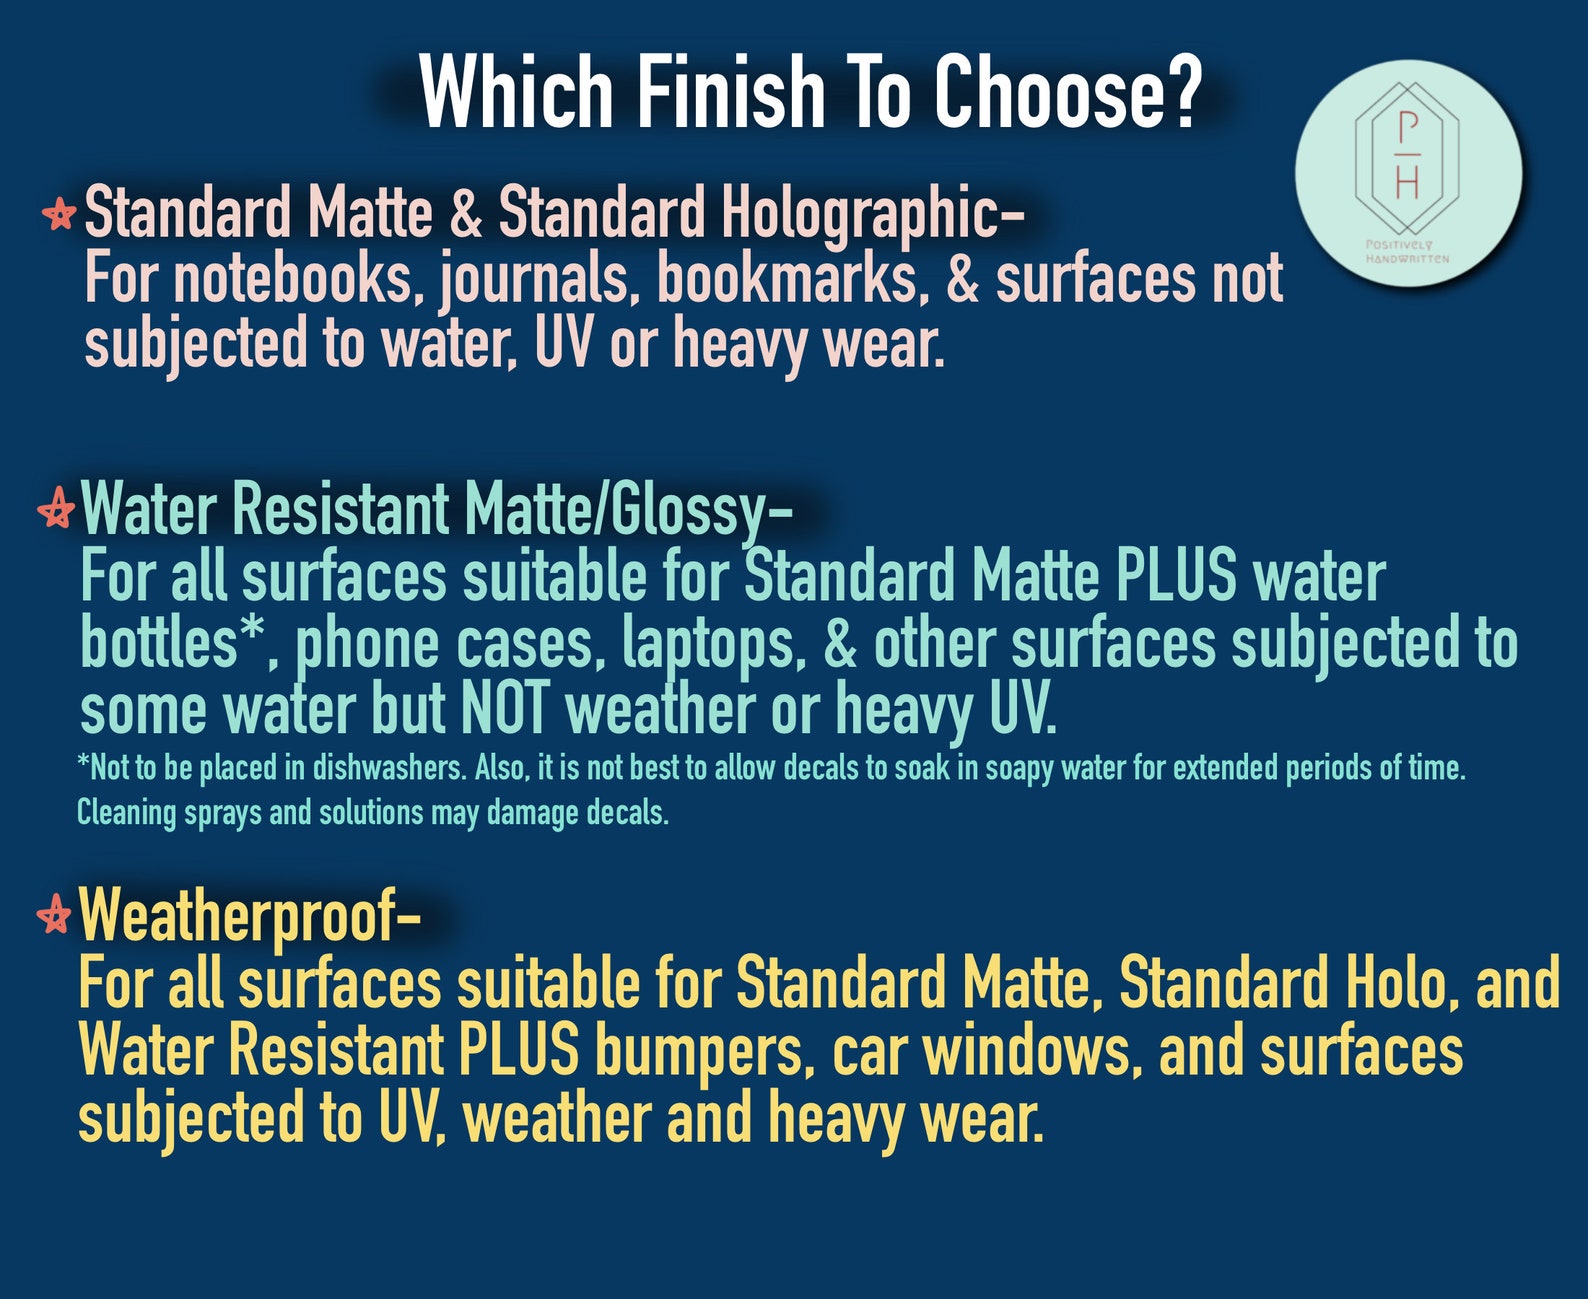 Which Finish To Choose?
P
H
Positively
Handwritten
Standard Matte & Standard Holographic-
For notebooks, journals, bookmarks, & surfaces not
subjected to water, UV or heavy wear.
Water Resistant Matte/Glossy-
For all surfaces suitable for Standard Matte PLUS water
bottles*, phone cases, laptops, & other surfaces subjected to
some water but NOT weather or heavy UV.
*Not to be placed in dishwashers. Also, it is not best to allow decals to soak in soapy water for extended periods of time.
Cleaning sprays and solutions may damage decals.
Weatherproof-
For all surfaces suitable for Standard Matte, Standard Holo, and
Water Resistant PLUS bumpers, car windows, and surfaces
subjected to UV, weather and heavy wear.